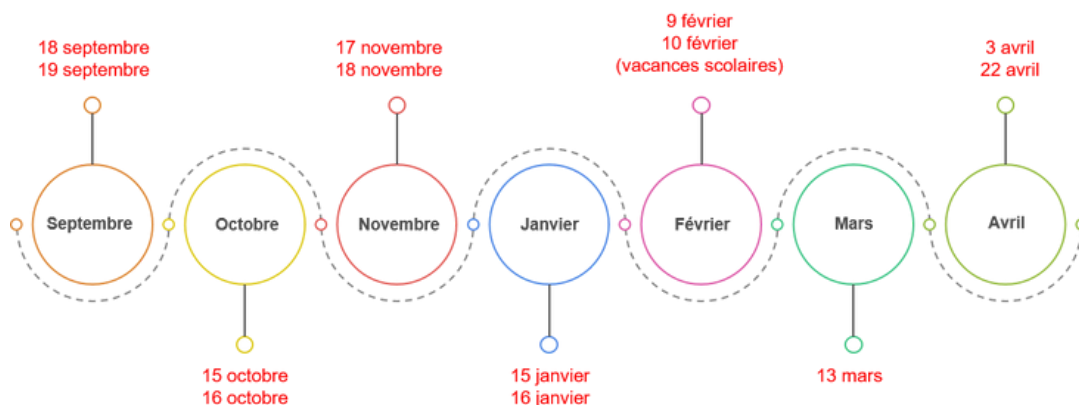 18 septembre
19 septembre
17 novembre
18 novembre
9 février
10 février
(vacances scolaires)
3 avril
22 avril
Septembre
Octobre
Novembre
Janvier
Février
Mars
Avril
15 octobre
16 octobre
15 janvier
16 janvier
13 mars